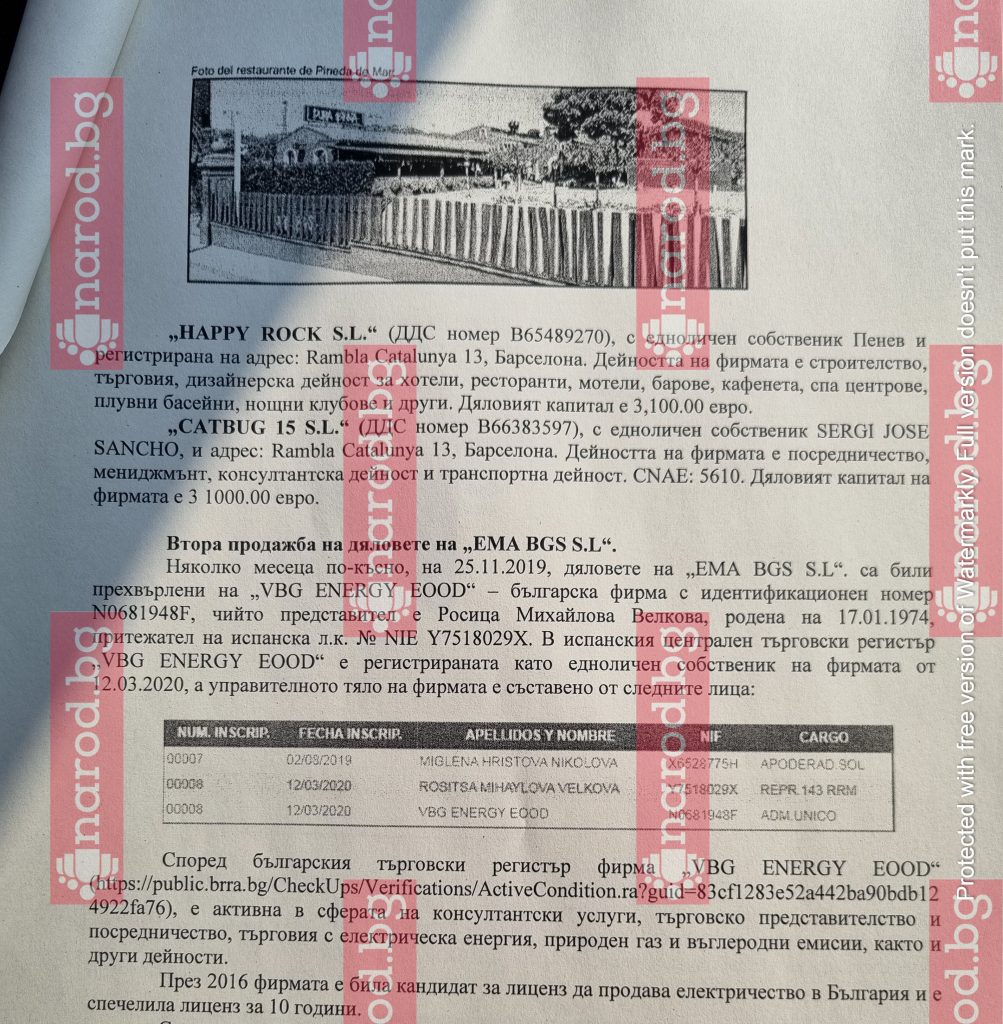 Foto del restaurante de Pineda de Mar
„HAPPY ROCK S.L.“ (ДДС номер B65489270), с едноличен собственик Пенев и
регистрирана на адрес: Rambla Catalunya 13, Барселона. Дейността на фирмата е строителство,
търговия, дизайнерска дейност за хотели, ресторанти, мотели, барове, кафенета, спа центрове,
плувни басейни, нощни клубове и други. Дяловият капитал е 3,100.00 евро.
„CATBUG 15 S.L.“ (ДДС номер B66383597), с едноличен собственик SERGI JOSE
SANCHO, и адрес: Rambla Catalunya 13, Барселона. Дейността на фирмата е посредничество,
мениджмънт, консултантска дейност и транспортна дейност. CNAE: 5610. Дяловият капитал на
фирмата е 3 1000.00 евро.
Втора продажба на дяловете на „EMA BGS S.L“.
Няколко месеца по-късно, на 25.11.2019, дяловете на „EMA BGS S.L“. са били
прехвърлени на „VBG ENERGY EOOD“ – българска фирма с идентификационен номер
N0681948F, чийто представител е Росица Михайлова Велкова, родена на 17.01.1974,
притежател на испанска л.к. № NIE Y7518029X. В испанския централен търговски регистър
„VBG ENERGY EOOD“ е регистрираната като едноличен собственик на фирмата от
12.03.2020, а управителното тяло на фирмата е съставено от следните лица:
NUM. INSCRIP. FECHA INSCRIP. APELLIDOS Y NOMBRE NIF CARGO
00007 02/08/2019 MIGLENA HRISTOVA NIKOLOVA X6528775H APODERAD.SOL
00008 12/03/2020 ROSITSA MIHAYLOVA VELKOVA Y7518029X REPR.143 RRM
00008 12/03/2020 VBG ENERGY EOOD N0681948F ADM.UNICO
Според българския търговски регистър фирма „VBG ENERGY EOOD“
(https://public.brra.bg/CheckUps/Verifications/ActiveCondition.ra?guid=83cf1283e52a442ba90bdb12
4922fa76), е активна в сферата на консултантски услуги, търговско представителство и
посредничество, търговия с електрическа енергия, природен газ и въглеродни емисии, както и
други дейности.
През 2016 фирмата е била кандидат за лиценз да продава електричество в България и е
спечелила лиценз за 10 години.
narod.bg
Protected with free version of Watermarkly. Full version doesn't put this mark.